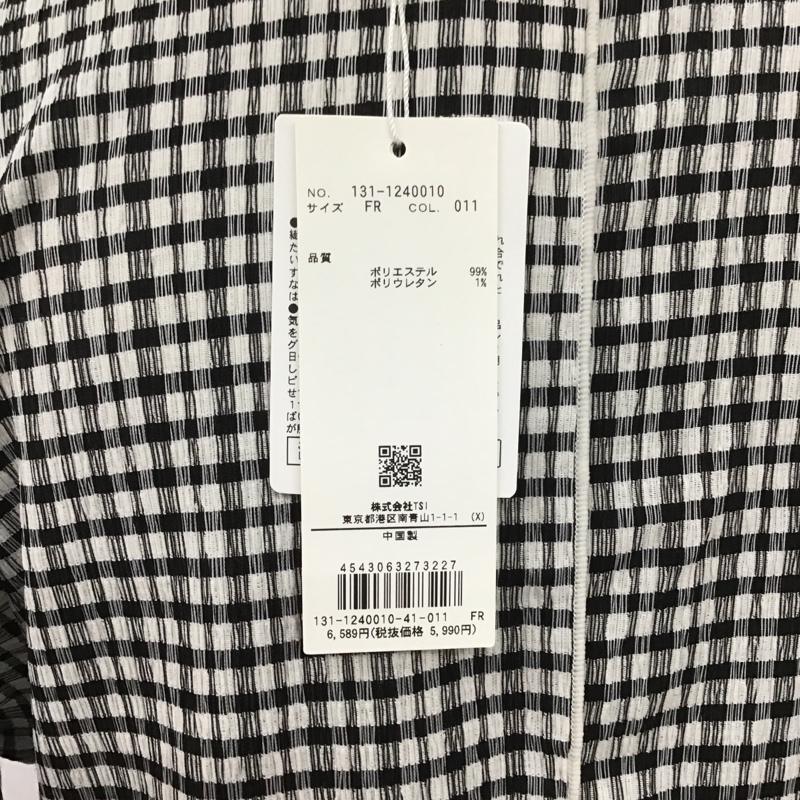 NO. 131-1240010
サイズ FR COL. 011
品質
ポリエステル 99%
ポリウレタン 1%
株式会社TSI
東京都港区南青山1-1-1 (X)
中国製
4543063273227
131-1240010-41-011 FR
6,589円(税抜価格 5,990円)